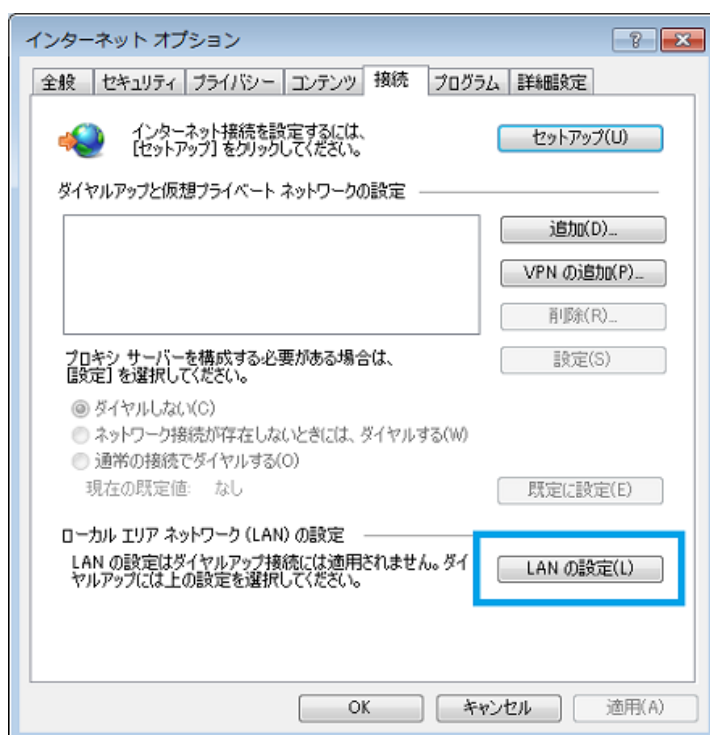 インターネット オプション
全般 セキュリティ プライバシー コンテンツ 接続 プログラム 詳細設定
インターネット接続を設定するには、
[セットアップ] をクリックしてください。
セットアップ(U)
ダイヤルアップと仮想プライベート ネットワークの設定
追加(D)...
VPN の追加(P)...
削除(R)...
プロキシ サーバーを構成する必要がある場合は、
[設定] を選択してください。
設定(S)
ダイヤルしない(C)
ネットワーク接続が存在しないときには、ダイヤルする(W)
通常の接続でダイヤルする(O)
現在の既定値: なし
既定に設定(E)
ローカル エリア ネットワーク (LAN) の設定
LAN の設定はダイヤルアップ接続には適用されません。ダイ
ヤルアップには上の設定を選択してください。
LAN の設定(L)
OK キャンセル 適用(A)